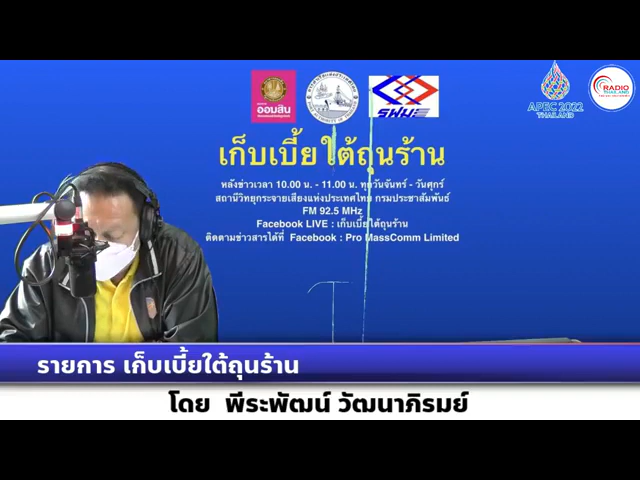 APEC 2022
THAILAND
RADIO
THAILAND
ออมสิน
รฟม
เก็บเบี้ยใต้ถุนร้าน
หลังข่าวเวลา 10.00 น. - 11.00 น. ทุกวันจันทร์ - วันศุกร์
สถานีวิทยุกระจายเสียงแห่งประเทศไทย กรมประชาสัมพันธ์
FM 92.5 MHz
Facebook LIVE : เก็บเบี้ยใต้ถุนร้าน
ติดตามข่าวสารได้ที่ Facebook : Pro MassComm Limited
รายการ เก็บเบี้ยใต้ถุนร้าน
โดย พีระพัฒน์ วัฒนาภิรมย์